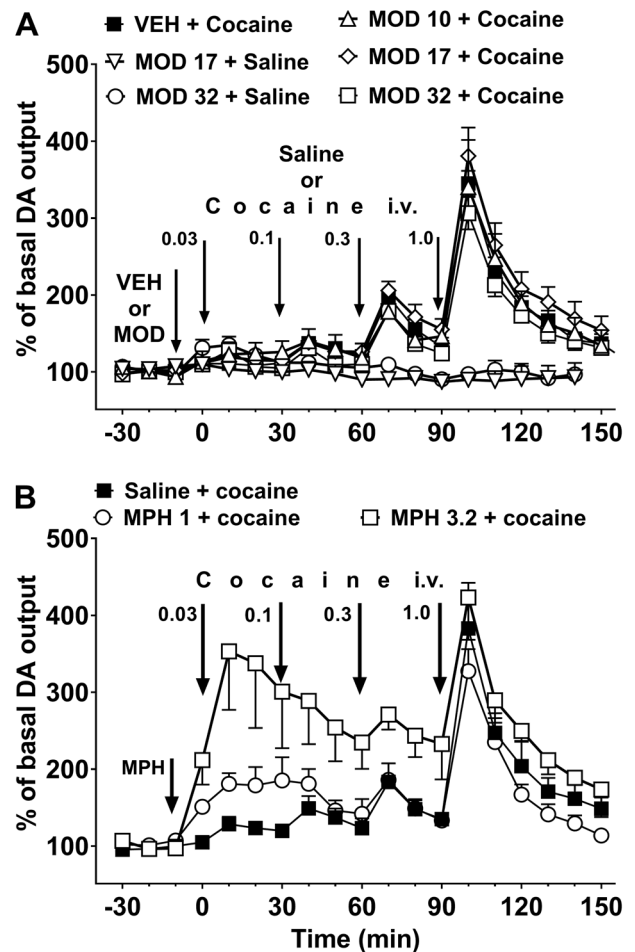 A
VEH + Cocaine
MOD 10 + Cocaine
MOD 17 + Saline
MOD 17 + Cocaine
MOD 32 + Saline
MOD 32 + Cocaine
% of basal DA output
500
400
300
200
100
Saline
or
Cocaine i.v.
0.03
0.1
0.3
1.0
VEH
or
MOD
-30
0
30
60
90
120
150
B
Saline + cocaine
MPH 1 + cocaine
MPH 3.2 + cocaine
% of basal DA output
500
400
300
200
100
Cocaine i.v.
0.03
0.1
0.3
1.0
MPH
-30
0
30
60
90
120
150
Time (min)